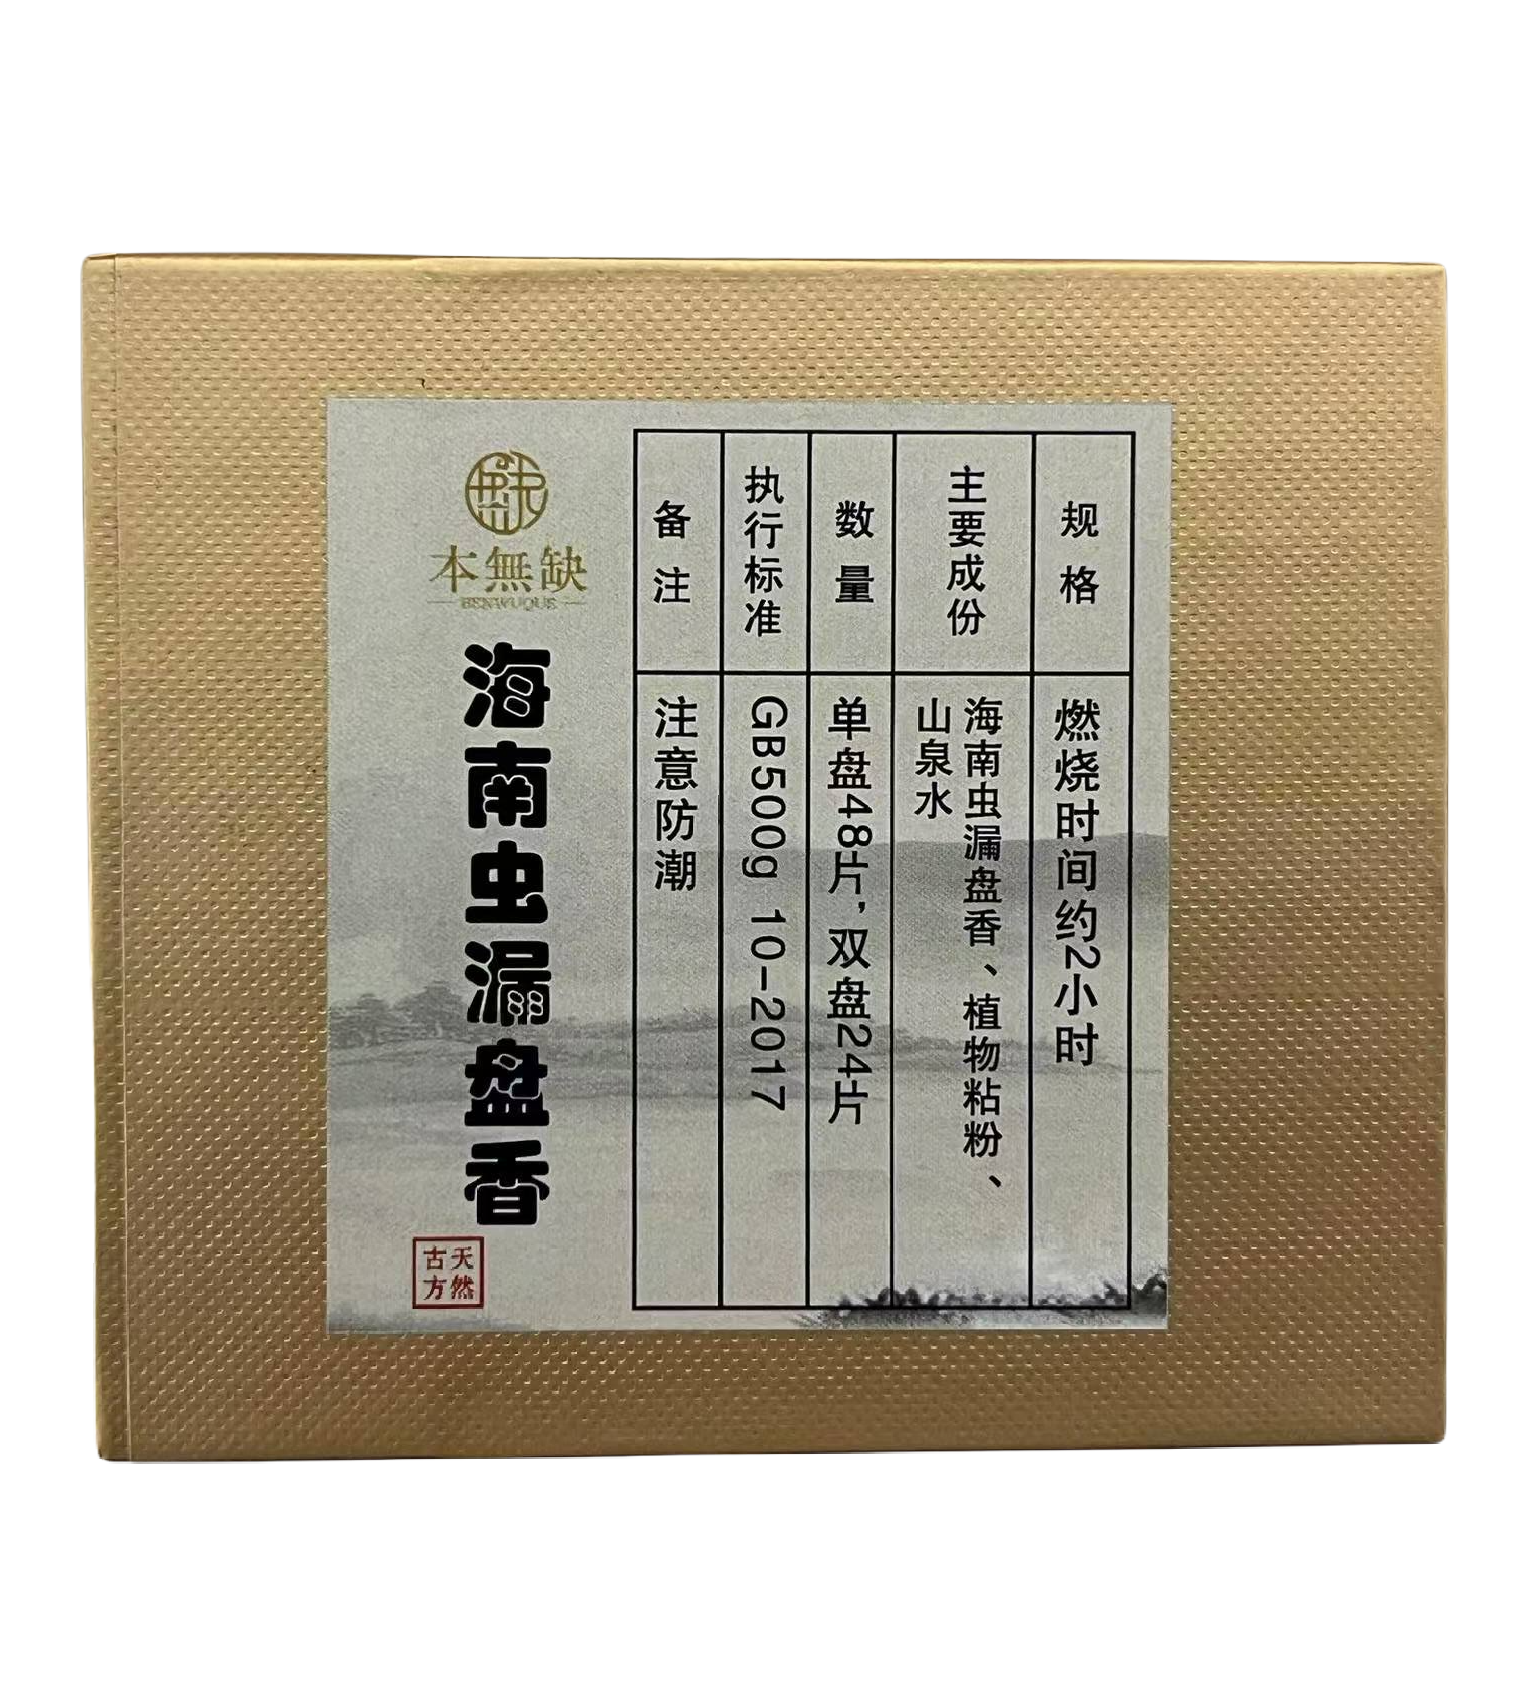 规格
燃烧时间约2小时
主要成份
海南虫漏盘香、植物粘粉、
山泉水
数量
单盘48片,双盘24片
执行标准
GB500g 10-2017
备注
注意防潮
本無缺
BENWUQUE
海南虫漏盘香
天然
古方